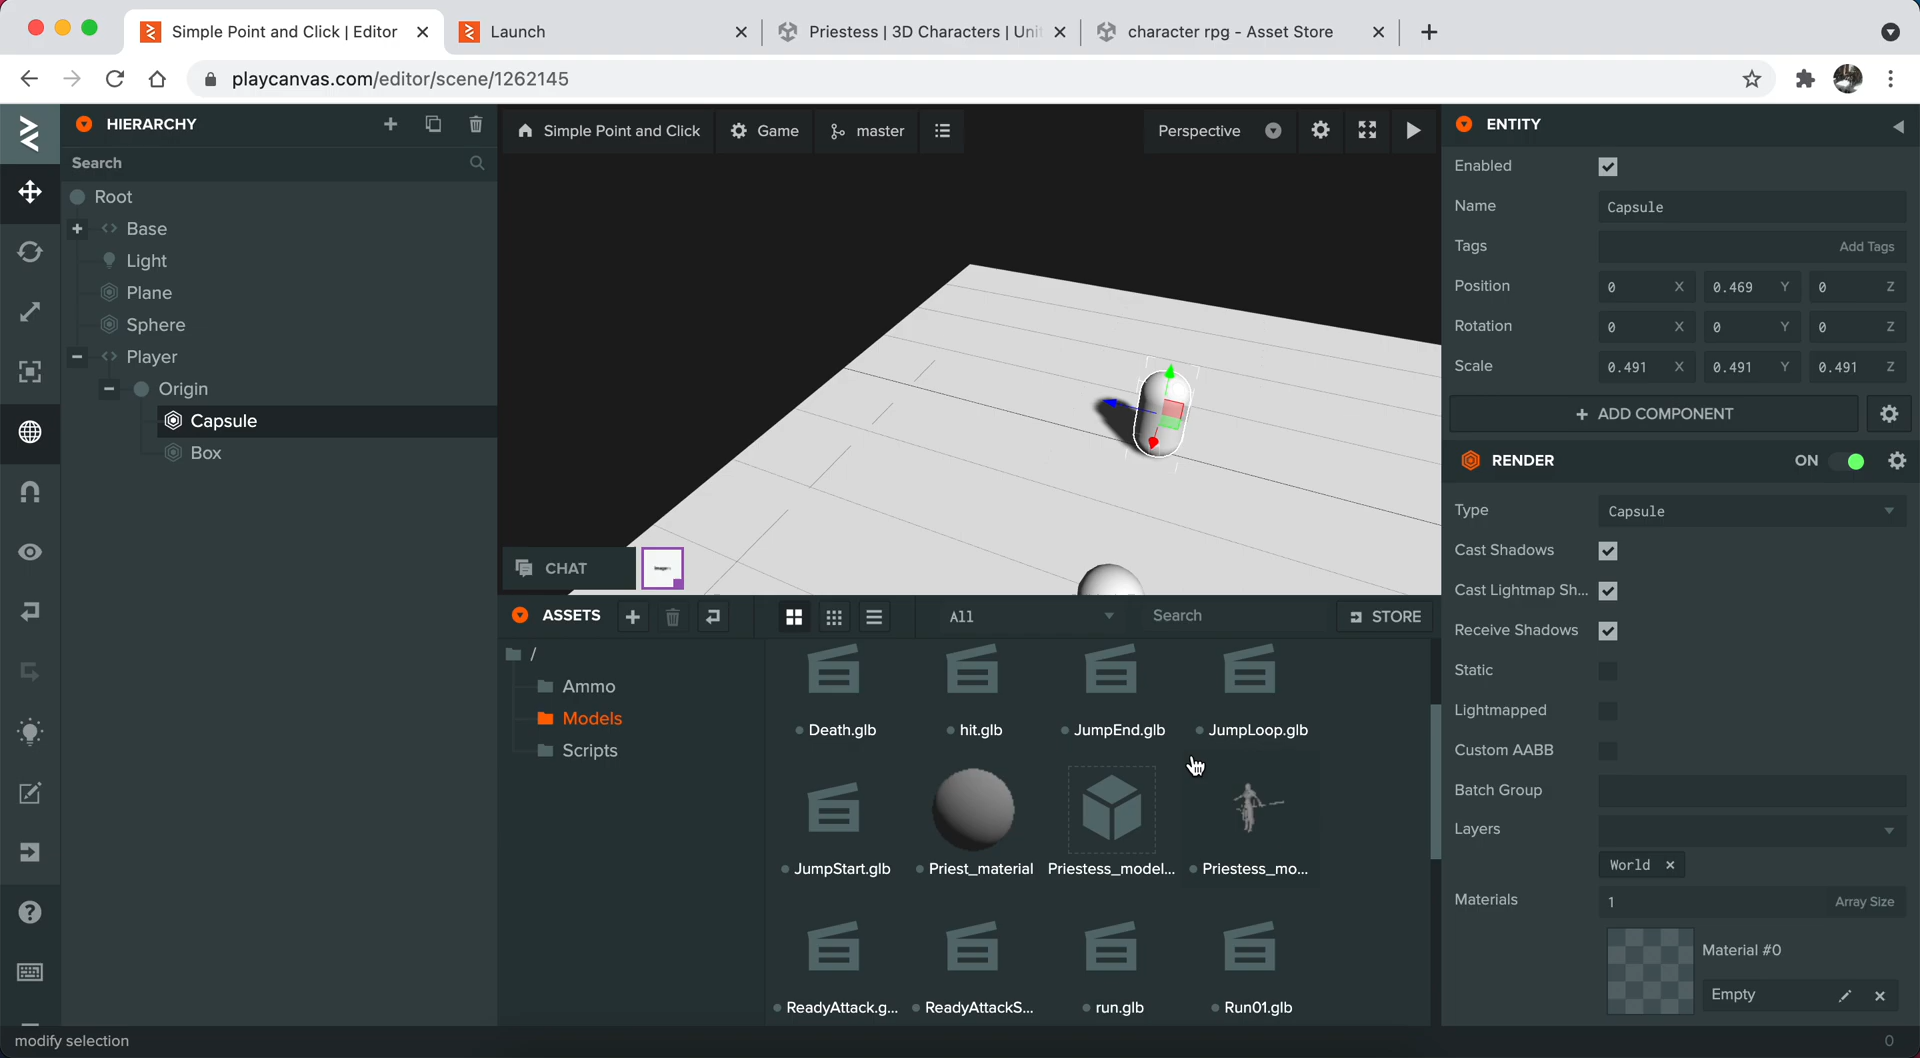 Simple Point and Click | Editor
Launch
Priestess | 3D Characters | Uni
character rpg - Asset Store
playcanvas.com/editor/scene/1262145
HIERARCHY
Search
Root
Base
Light
Plane
Sphere
Player
Origin
Capsule
Box
Simple Point and Click
Game
master
Perspective
CHAT
ASSETS
All
Search
STORE
/
Ammo
Models
Scripts
Death.glb
hit.glb
JumpEnd.glb
JumpLoop.glb
JumpStart.glb
Priest_material
Priestess_model...
Priestess_mo...
ReadyAttack.g...
ReadyAttackS...
run.glb
Run01.glb
ENTITY
Enabled
Name Capsule
Tags Add Tags
Position 0 X 0.469 Y 0 Z
Rotation 0 X 0 Y 0 Z
Scale 0.491 X 0.491 Y 0.491 Z
ADD COMPONENT
RENDER ON
Type Capsule
Cast Shadows
Cast Lightmap Sh...
Receive Shadows
Static
Lightmapped
Custom AABB
Batch Group
Layers
World
Materials 1 Array Size
Material #0
Empty
modify selection 0